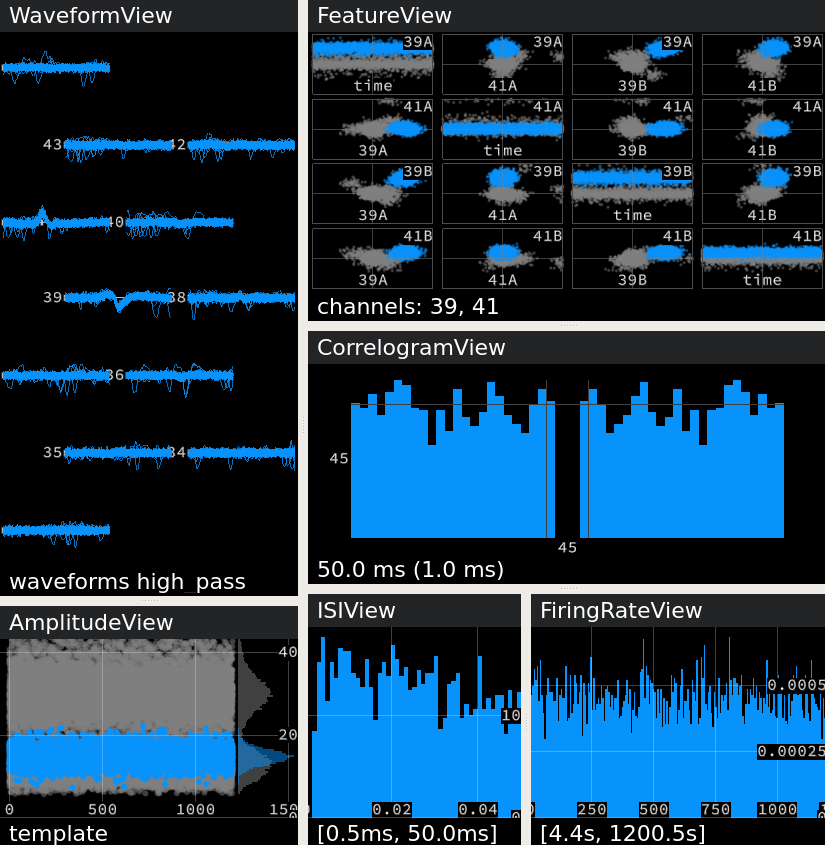 WaveformView
43 42
40
39 38
36
35 34
waveforms high_pass
FeatureView
39A 39A 39A 39A
time 41A 39B 41B
41A 41A 41A 41A
39A time 39B 41B
39B 39B 39B 39B
39A 41A time 41B
41B 41B 41B 41B
39A 41A 39B time
channels: 39, 41
CorrelogramView
45
45
50.0 ms (1.0 ms)
AmplitudeView
40
20
0 500 1000 150
template
ISIView
10
0.02 0.04
[0.5ms, 50.0ms]
FiringRateView
0.0005
0.00025
250 500 750 1000
[4.4s, 1200.5s]